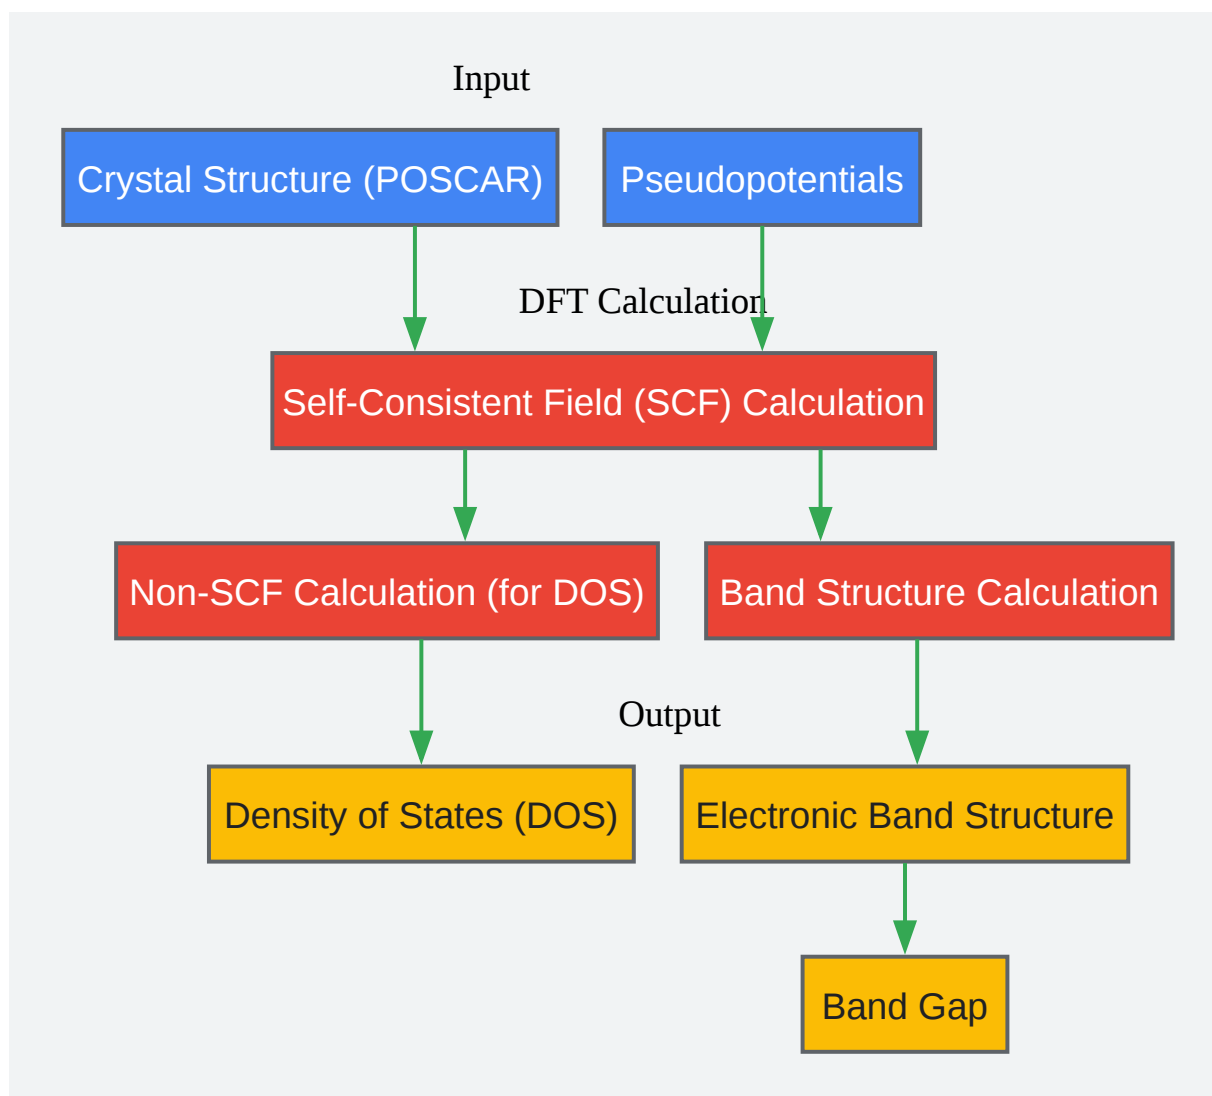 Input
Crystal Structure (POSCAR)
Pseudopotentials
DFT Calculation
Self-Consistent Field (SCF) Calculation
Non-SCF Calculation (for DOS)
Band Structure Calculation
Output
Density of States (DOS)
Electronic Band Structure
Band Gap